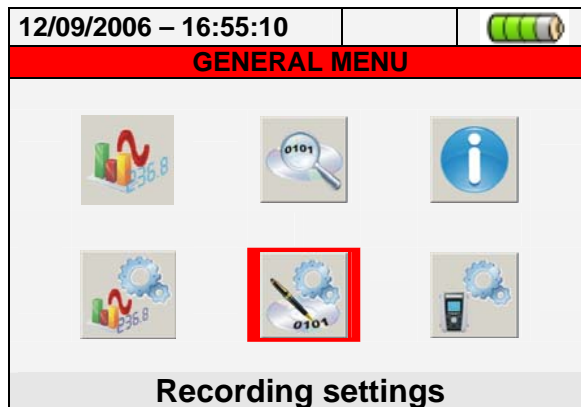 12/09/2006 – 16:55:10
GENERAL MENU
236.8
0101
236.8
0101
Recording settings